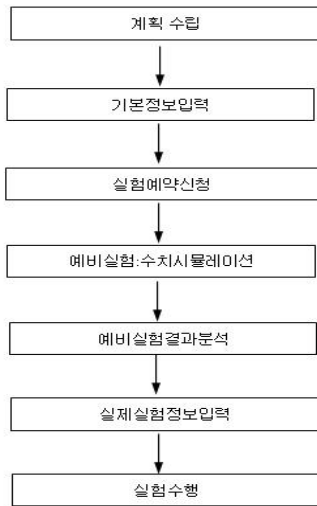 계획 수립
기본정보입력
실험예약신청
예비실험:수치시뮬레이션
예비실험결과분석
실제실험정보입력
실험수행